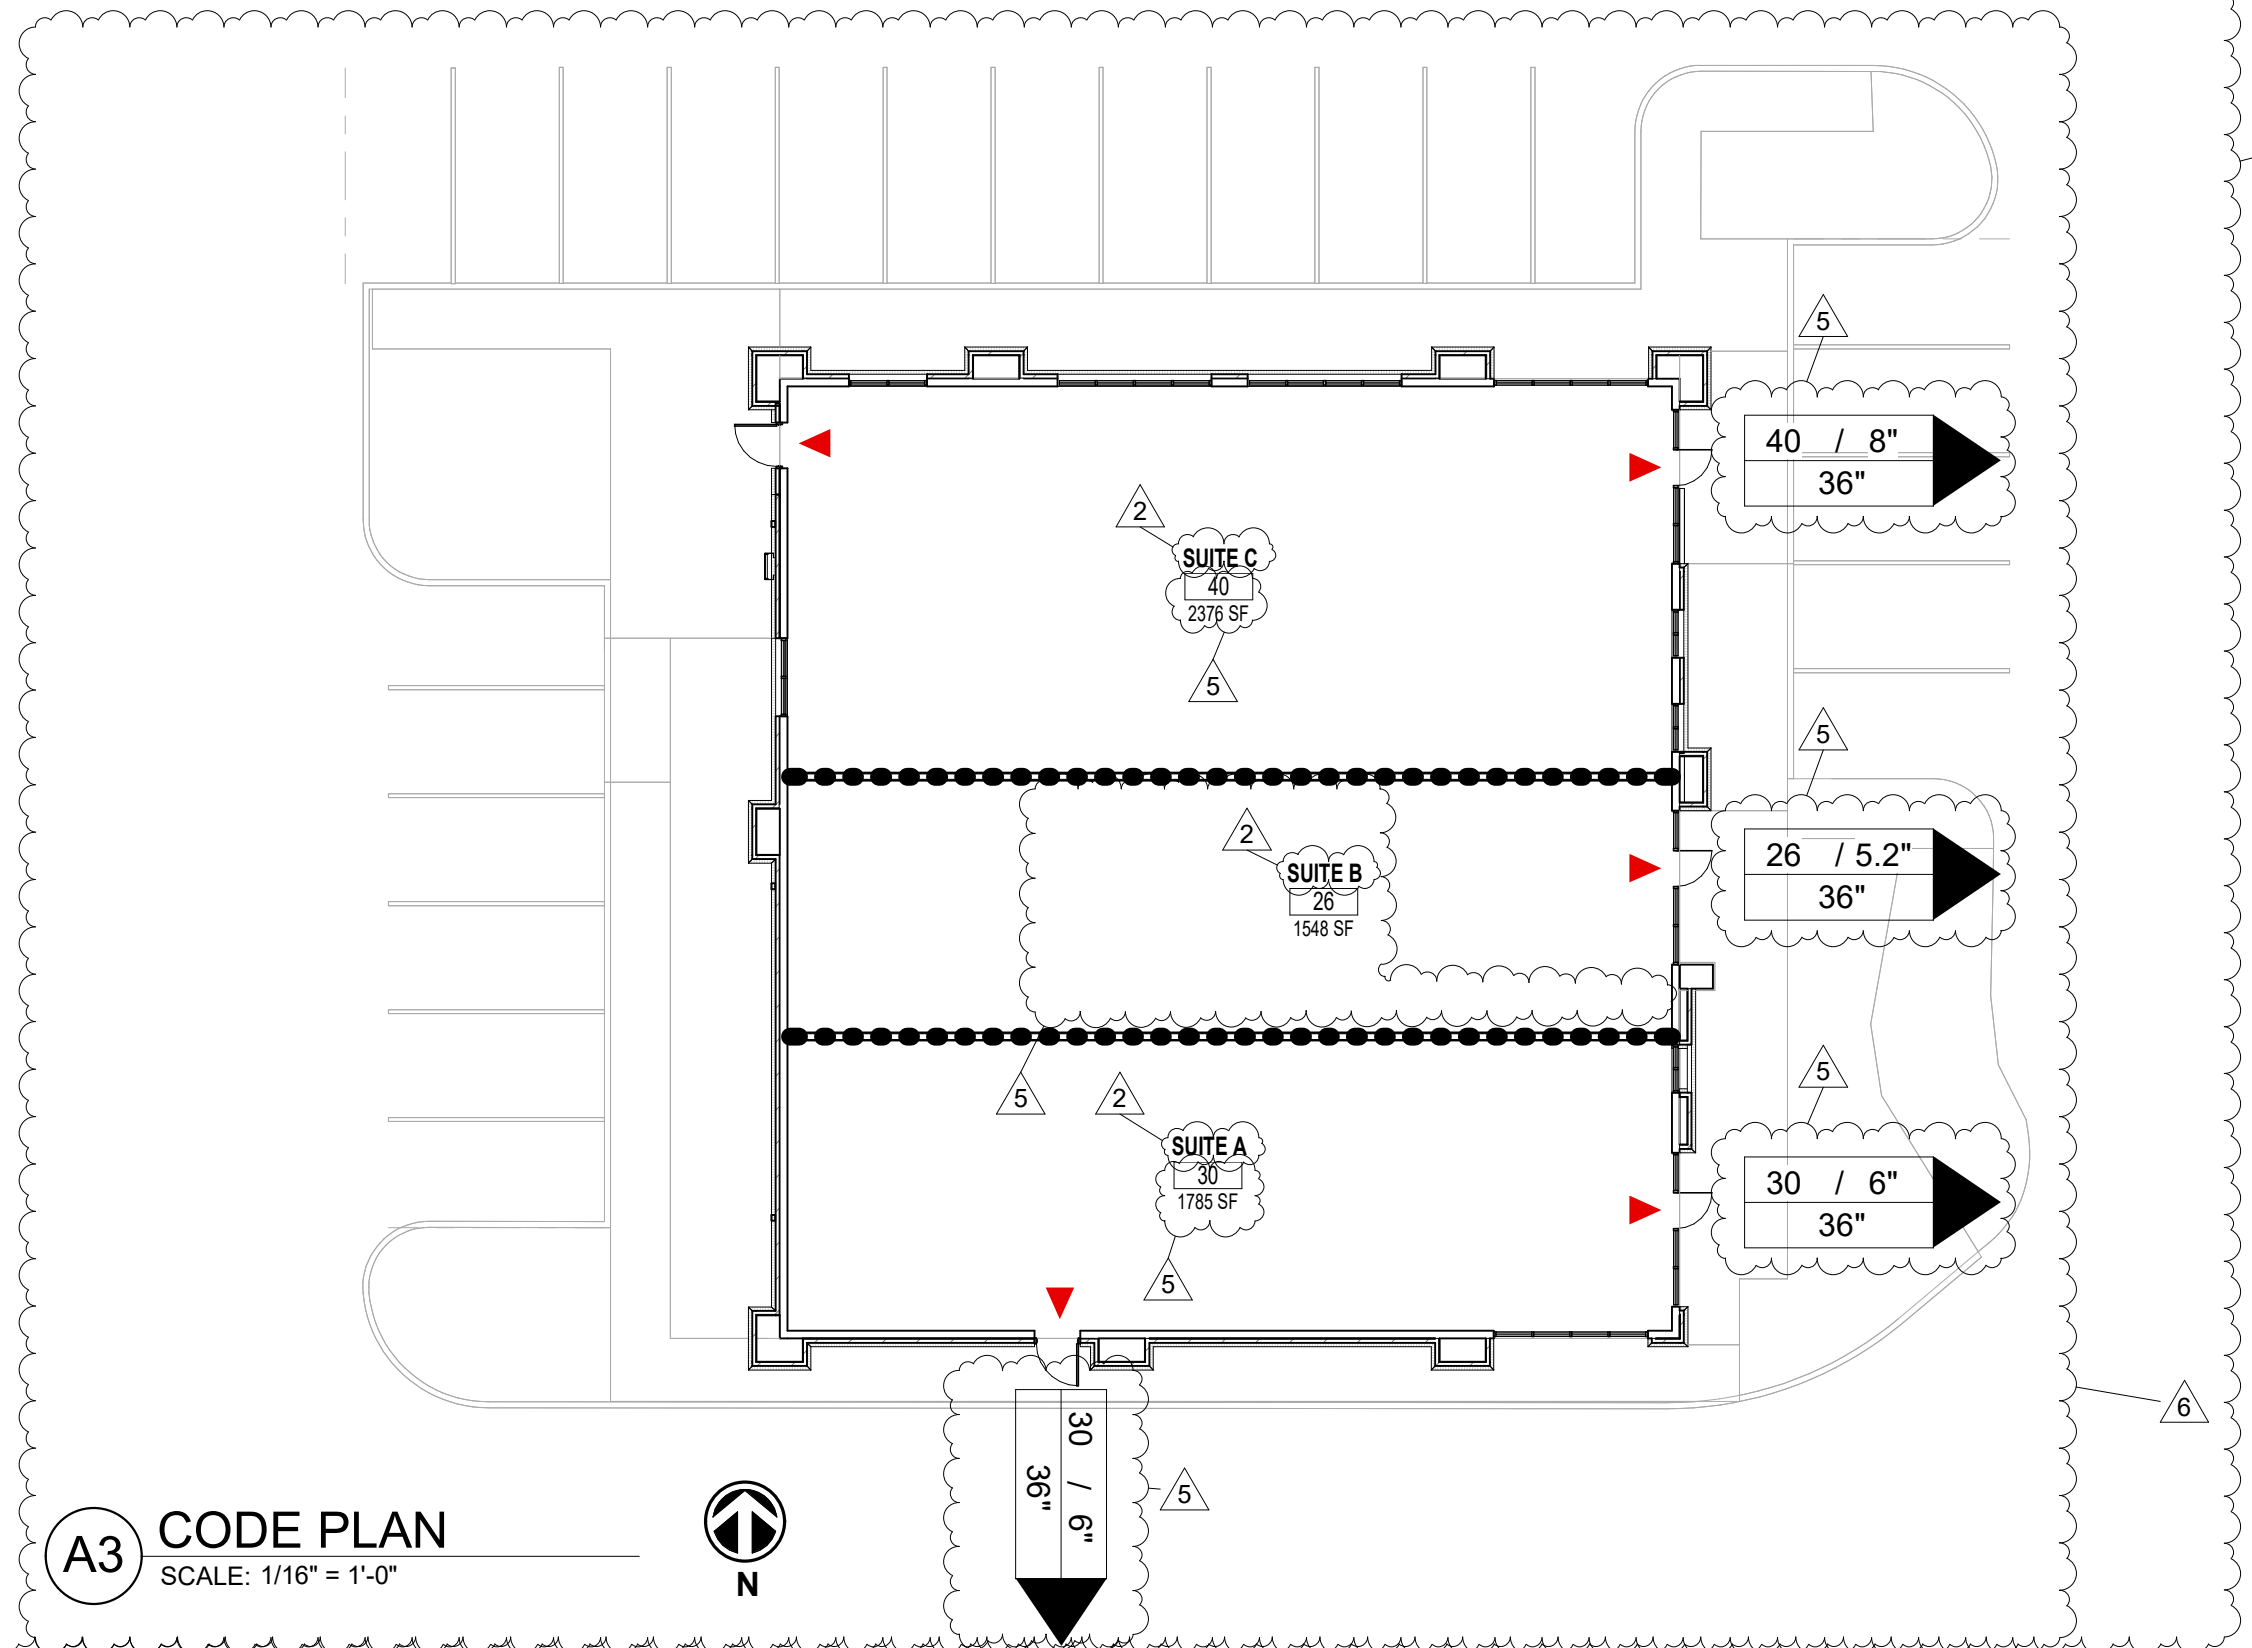 5
40 / 8"
36"
2
SUITE C
40
2376 SF
5
5
2
26 / 5.2"
36"
SUITE B
26
1548 SF
5
5
2
SUITE A
30
1785 SF
30 / 6"
36"
5
6
30 / 6"
36"
5
A3
CODE PLAN
SCALE: 1/16" = 1'-0"
N